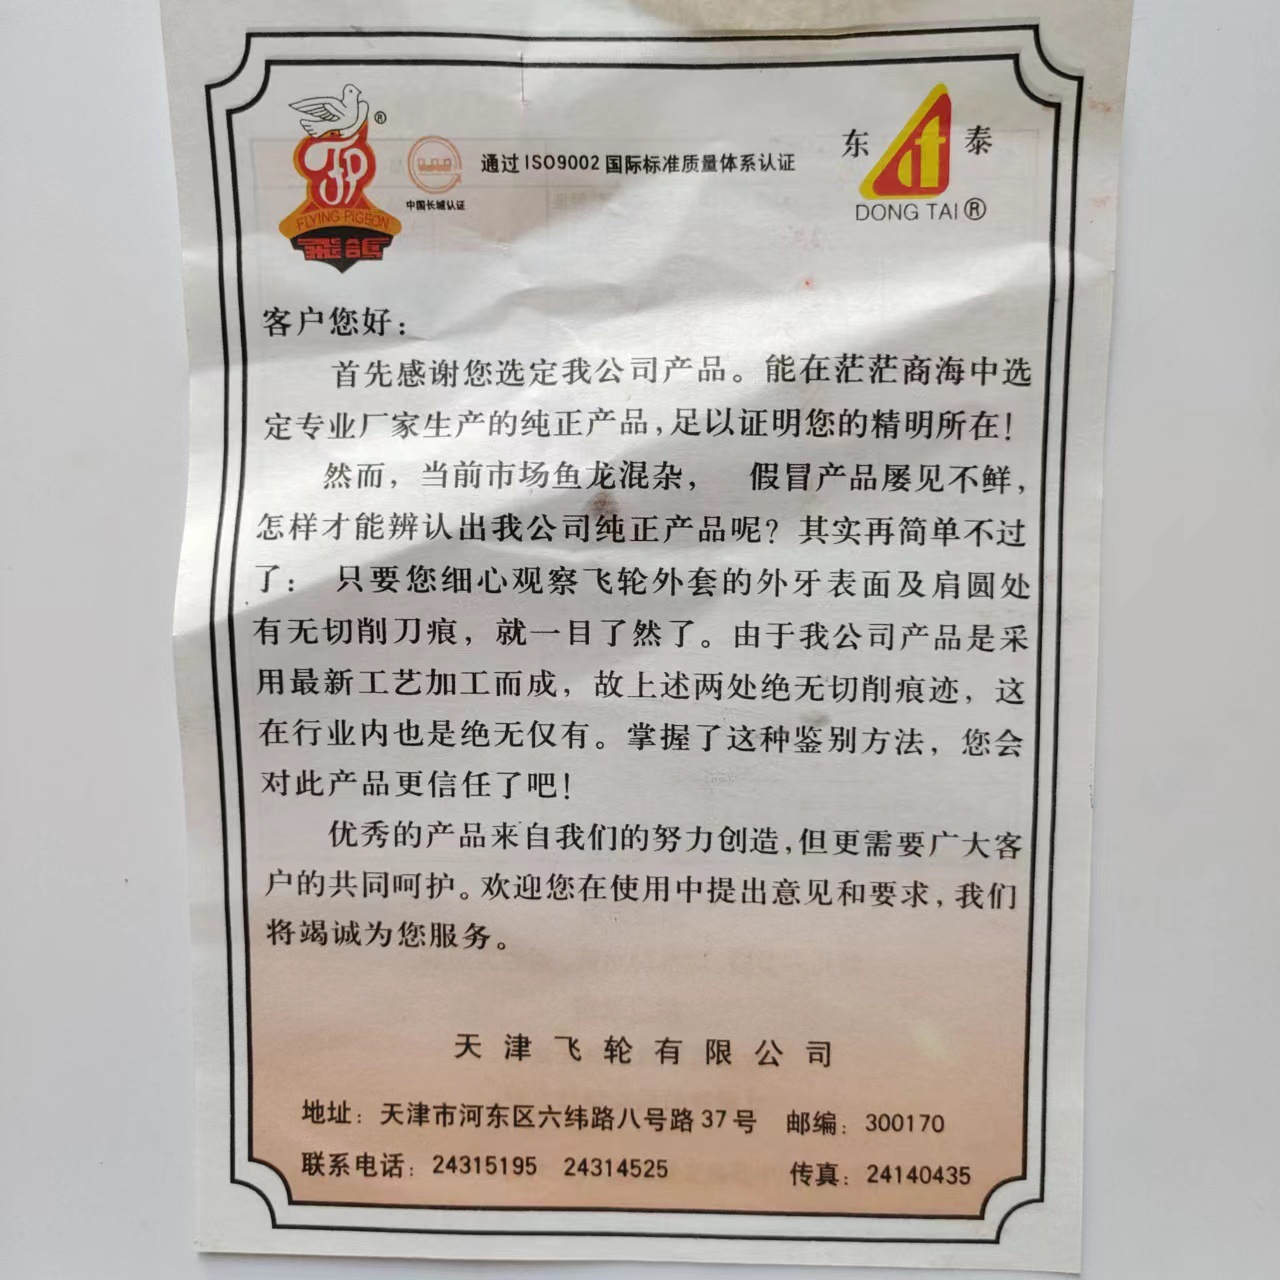 FP®
FLYING PIGEON
飛鴿
中国长城认证
通过ISO9002国际标准质量体系认证
东 泰
DONG TAI®
客户您好：
首先感谢您选定我公司产品。能在茫茫商海中选
定专业厂家生产的纯正产品，足以证明您的精明所在！
然而，当前市场鱼龙混杂， 假冒产品屡见不鲜，
怎样才能辨认出我公司纯正产品呢？其实再简单不过
了： 只要您细心观察飞轮外套的外牙表面及肩圆处
有无切削刀痕，就一目了然了。由于我公司产品是采
用最新工艺加工而成，故上述两处绝无切削痕迹，这
在行业内也是绝无仅有。掌握了这种鉴别方法，您会
对此产品更信任了吧！
优秀的产品来自我们的努力创造，但更需要广大客
户的共同呵护。欢迎您在使用中提出意见和要求，我们
将竭诚为您服务。
天津飞轮有限公司
地址：天津市河东区六纬路八号路37号 邮编：300170
联系电话：24315195 24314525 传真：24140435